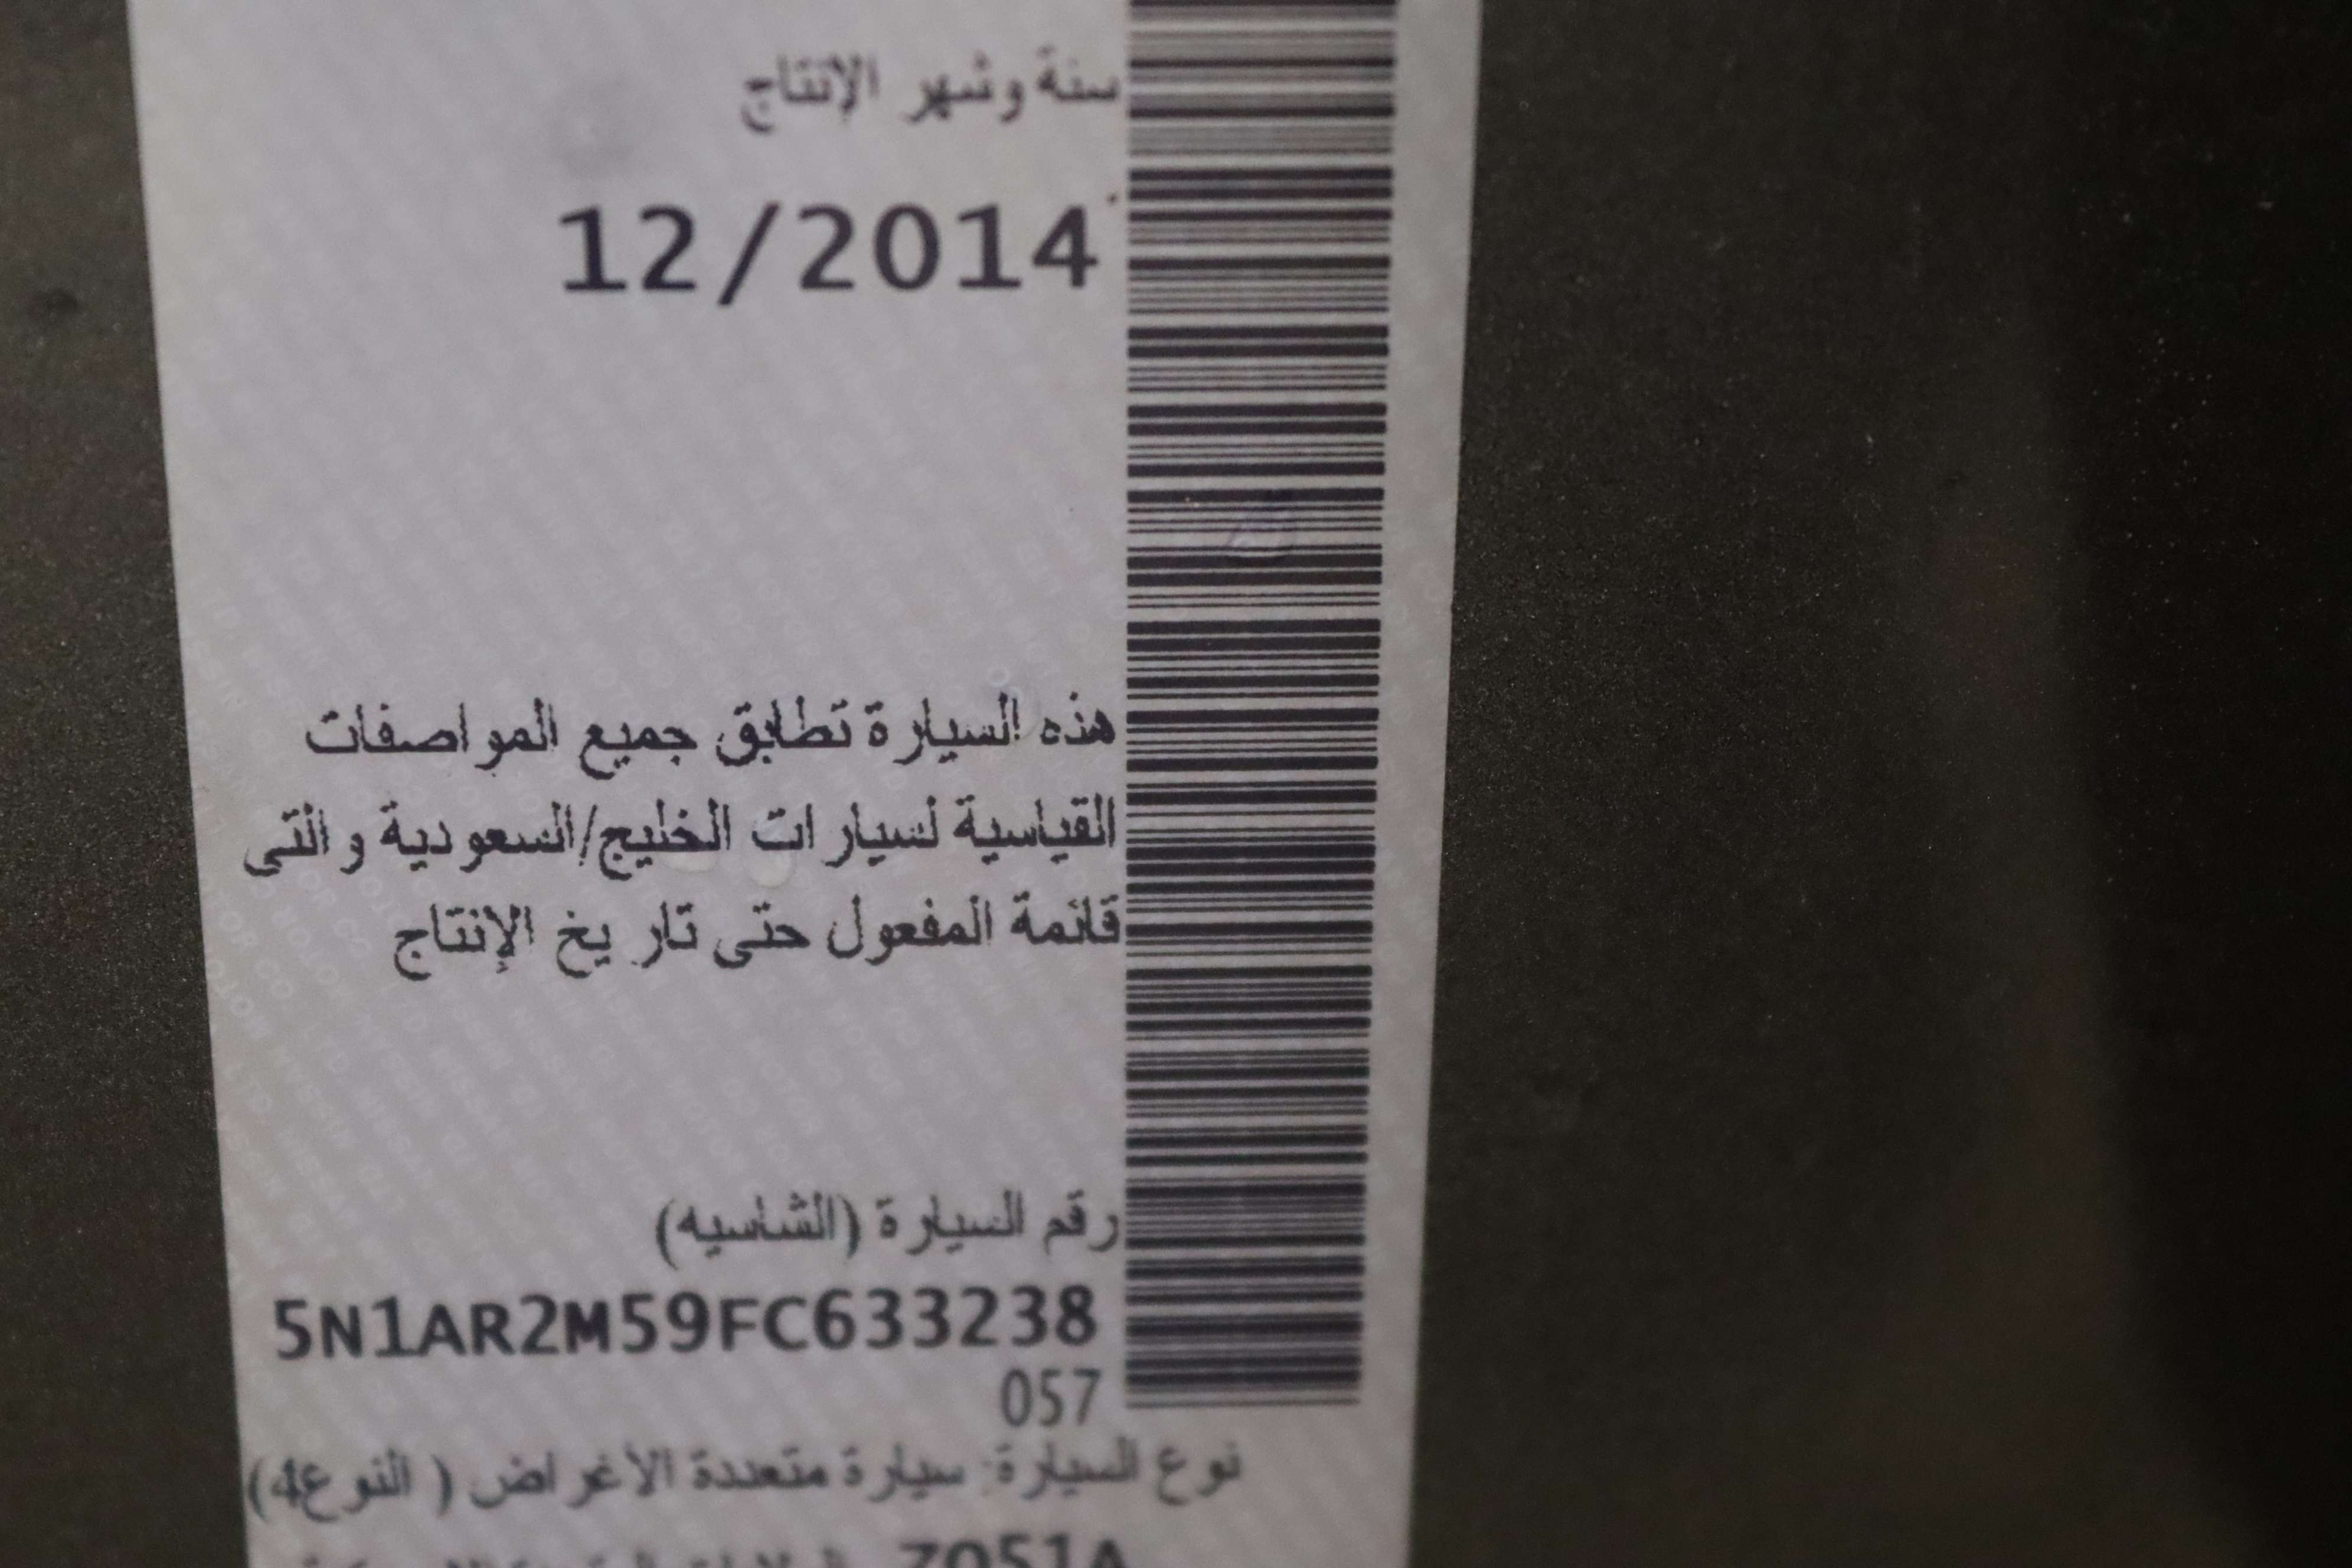 سنة وشهر الإنتاج
12/2014
هذه السيارة تطابق جميع المواصفات
القياسية لسيارات الخليج/السعودية والتى
قائمة المفعول حتى تاريخ الإنتاج
رقم السيارة (الشاسيه)
5N1AR2M59FC633238
057
نوع السيارة: سيارة متعددة الاغراض ( النوع4)